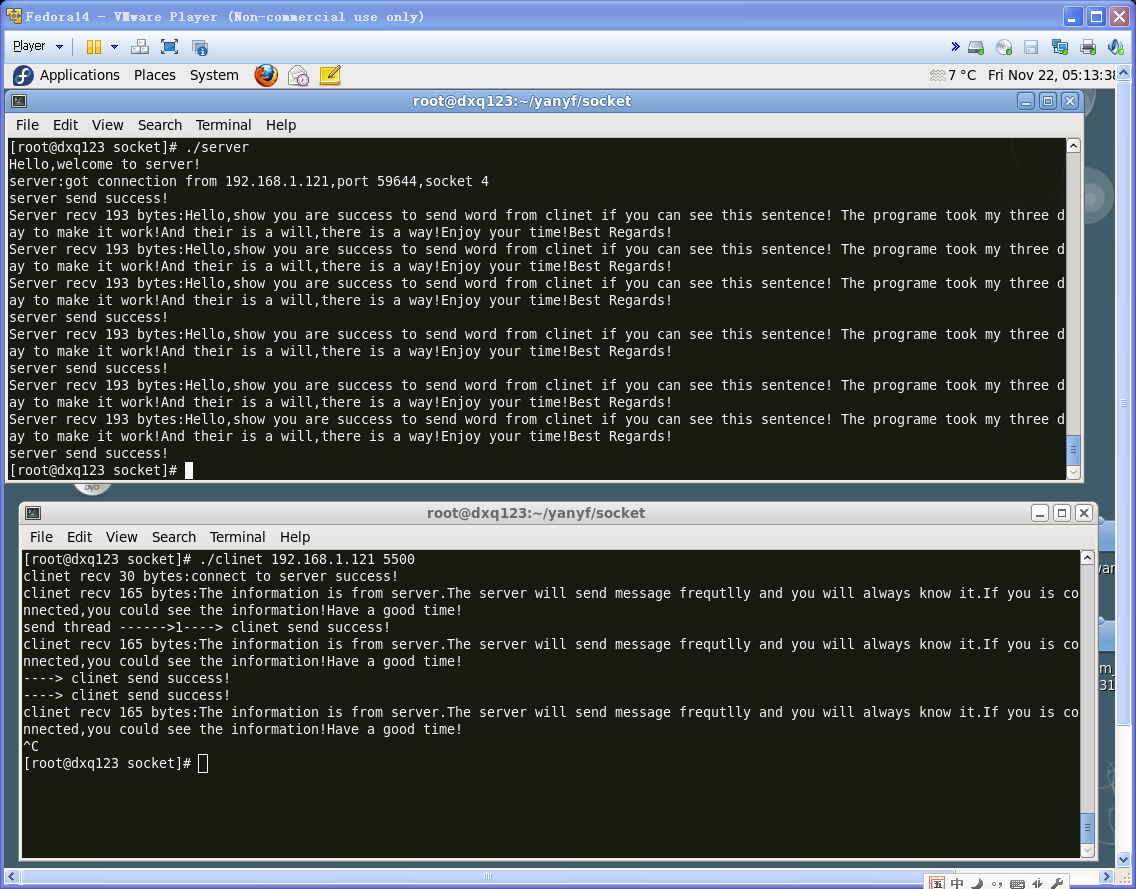 Fedora14 - VMware Player (Non-commercial use only)
Player
Applications Places System 7 °C Fri Nov 22, 05:13:38
root@dxq123:~/yanyf/socket
File Edit View Search Terminal Help
[root@dxq123 socket]# ./server
Hello,welcome to server!
server:got connection from 192.168.1.121,port 59644,socket 4
server send success!
Server recv 193 bytes:Hello,show you are success to send word from clinet if you can see this sentence! The programe took my three d
ay to make it work!And their is a will,there is a way!Enjoy your time!Best Regards!
Server recv 193 bytes:Hello,show you are success to send word from clinet if you can see this sentence! The programe took my three d
ay to make it work!And their is a will,there is a way!Enjoy your time!Best Regards!
Server recv 193 bytes:Hello,show you are success to send word from clinet if you can see this sentence! The programe took my three d
ay to make it work!And their is a will,there is a way!Enjoy your time!Best Regards!
server send success!
Server recv 193 bytes:Hello,show you are success to send word from clinet if you can see this sentence! The programe took my three d
ay to make it work!And their is a will,there is a way!Enjoy your time!Best Regards!
server send success!
Server recv 193 bytes:Hello,show you are success to send word from clinet if you can see this sentence! The programe took my three d
ay to make it work!And their is a will,there is a way!Enjoy your time!Best Regards!
Server recv 193 bytes:Hello,show you are success to send word from clinet if you can see this sentence! The programe took my three d
ay to make it work!And their is a will,there is a way!Enjoy your time!Best Regards!
server send success!
[root@dxq123 socket]#
DVD
root@dxq123:~/yanyf/socket
File Edit View Search Terminal Help
[root@dxq123 socket]# ./clinet 192.168.1.121 5500
clinet recv 30 bytes:connect to server success!
clinet recv 165 bytes:The information is from server.The server will send message frequtlly and you will always know it.If you is co
nnected,you could see the information!Have a good time!
send thread ------>1----> clinet send success!
clinet recv 165 bytes:The information is from server.The server will send message frequtlly and you will always know it.If you is co
nnected,you could see the information!Have a good time!
----> clinet send success!
----> clinet send success!
clinet recv 165 bytes:The information is from server.The server will send message frequtlly and you will always know it.If you is co
nnected,you could see the information!Have a good time!
^C
[root@dxq123 socket]#
31
中